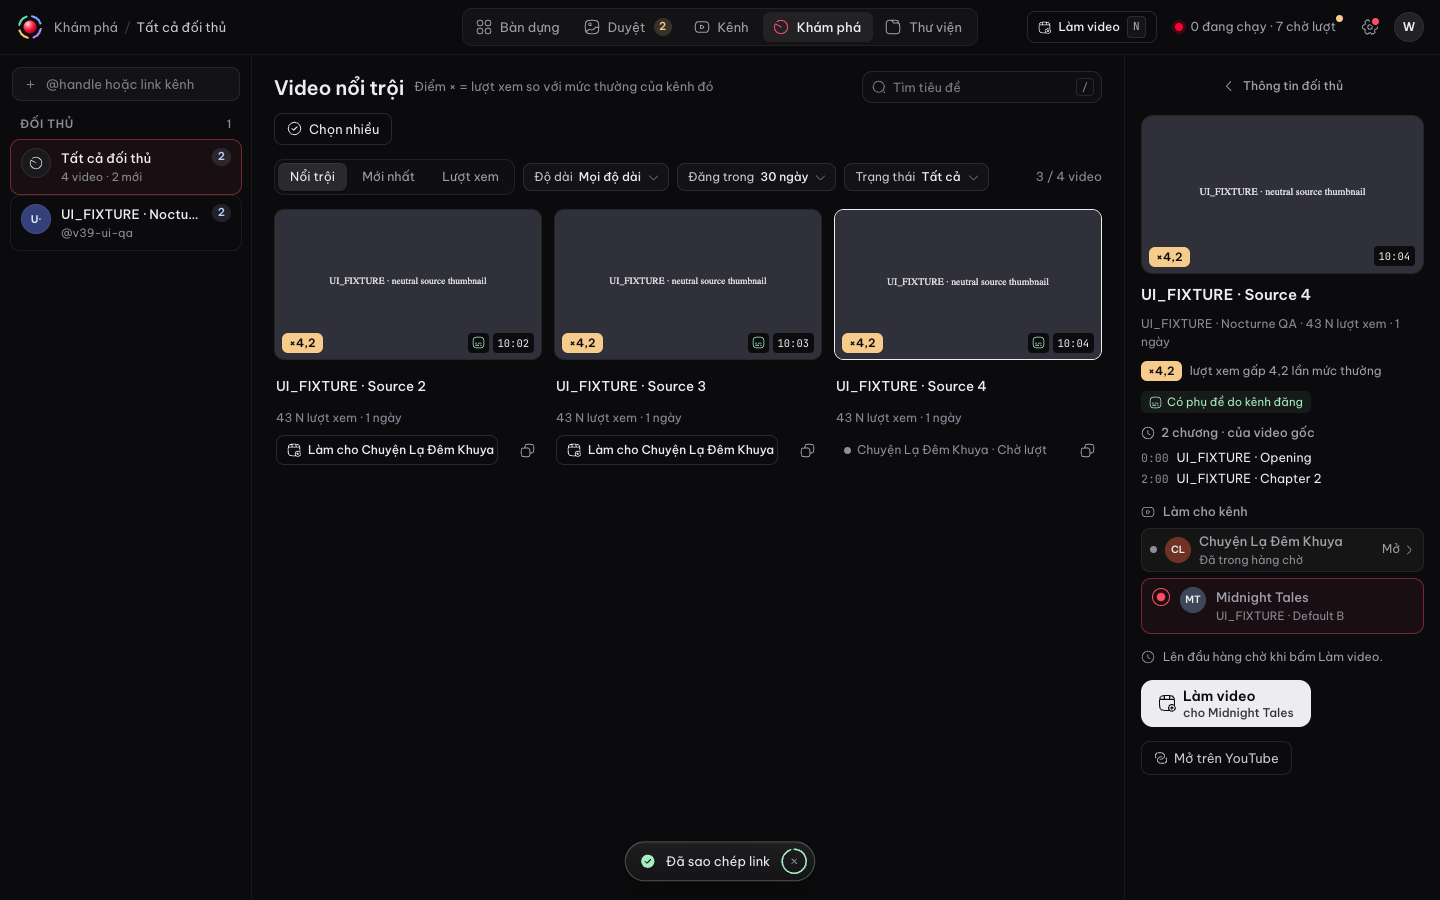 Khám phá / Tất cả đối thủ
Bàn dựng
Duyệt 2
Kênh
Khám phá
Thư viện
Làm video N
0 đang chạy · 7 chờ lượt
W
+ @handle hoặc link kênh
ĐỐI THỦ 1
Tất cả đối thủ 2
4 video · 2 mới
U·
UI_FIXTURE · Noctu... 2
@v39-ui-qa
Video nổi trội
Điểm × = lượt xem so với mức thường của kênh đó
Tìm tiêu đề /
Chọn nhiều
Nổi trội
Mới nhất
Lượt xem
Độ dài Mọi độ dài
Đăng trong 30 ngày
Trạng thái Tất cả
3 / 4 video
UI_FIXTURE · neutral source thumbnail
×4,2
10:02
UI_FIXTURE · Source 2
43 N lượt xem · 1 ngày
Làm cho Chuyện Lạ Đêm Khuya
UI_FIXTURE · neutral source thumbnail
×4,2
10:03
UI_FIXTURE · Source 3
43 N lượt xem · 1 ngày
Làm cho Chuyện Lạ Đêm Khuya
UI_FIXTURE · neutral source thumbnail
×4,2
10:04
UI_FIXTURE · Source 4
43 N lượt xem · 1 ngày
Chuyện Lạ Đêm Khuya · Chờ lượt
Thông tin đối thủ
UI_FIXTURE · neutral source thumbnail
×4,2
10:04
UI_FIXTURE · Source 4
UI_FIXTURE · Nocturne QA · 43 N lượt xem · 1
ngày
×4,2 lượt xem gấp 4,2 lần mức thường
Có phụ đề do kênh đăng
2 chương · của video gốc
0:00 UI_FIXTURE · Opening
2:00 UI_FIXTURE · Chapter 2
Làm cho kênh
CL
Chuyện Lạ Đêm Khuya
Đã trong hàng chờ
Mở
MT
Midnight Tales
UI_FIXTURE · Default B
Lên đầu hàng chờ khi bấm Làm video.
Làm video
cho Midnight Tales
Mở trên YouTube
Đã sao chép link